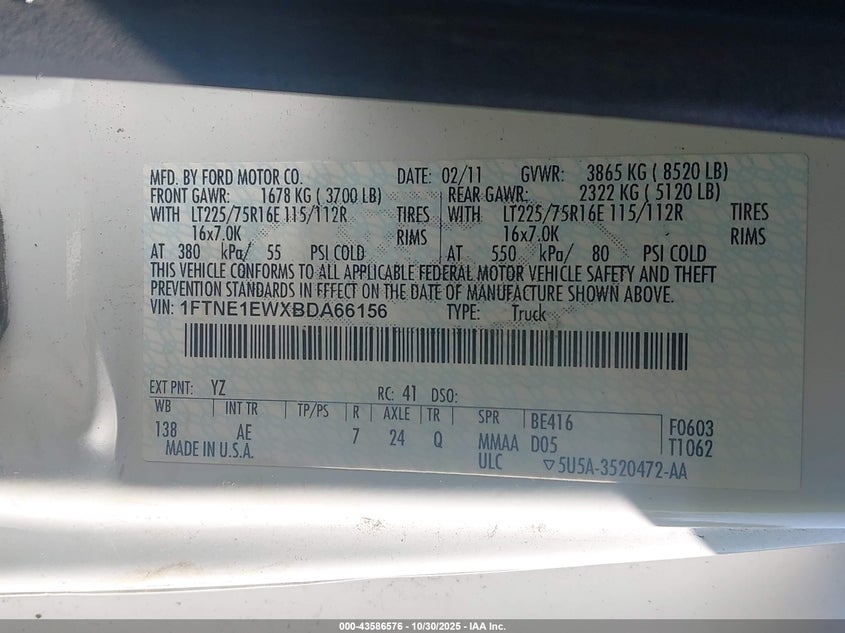 MFD. BY FORD MOTOR CO. DATE: 02/11 GVWR: 3865 KG ( 8520 LB)
FRONT GAWR: 1678 KG ( 3700 LB) REAR GAWR: 2322 KG ( 5120 LB)
WITH LT225/75R16E 115/112R TIRES WITH LT225/75R16E 115/112R TIRES
16x7.0K RIMS 16x7.0K RIMS
AT 380 kPa/ 55 PSI COLD AT 550 kPa/ 80 PSI COLD
THIS VEHICLE CONFORMS TO ALL APPLICABLE FEDERAL MOTOR VEHICLE SAFETY AND THEFT
PREVENTION STANDARDS IN EFFECT ON THE DATE OF MANUFACTURE SHOWN ABOVE.
VIN: 1FTNE1EWXBDA66156 TYPE: Truck
EXT PNT: YZ RC: 41 DSO:
WB INT TR TP/PS R AXLE TR SPR BE416 F0603
138 AE 7 24 Q MMAA D05 T1062
MADE IN U.S.A. ULC ▽5U5A-3520472-AA
000-43586576 | 10/30/2025 - IAA Inc.